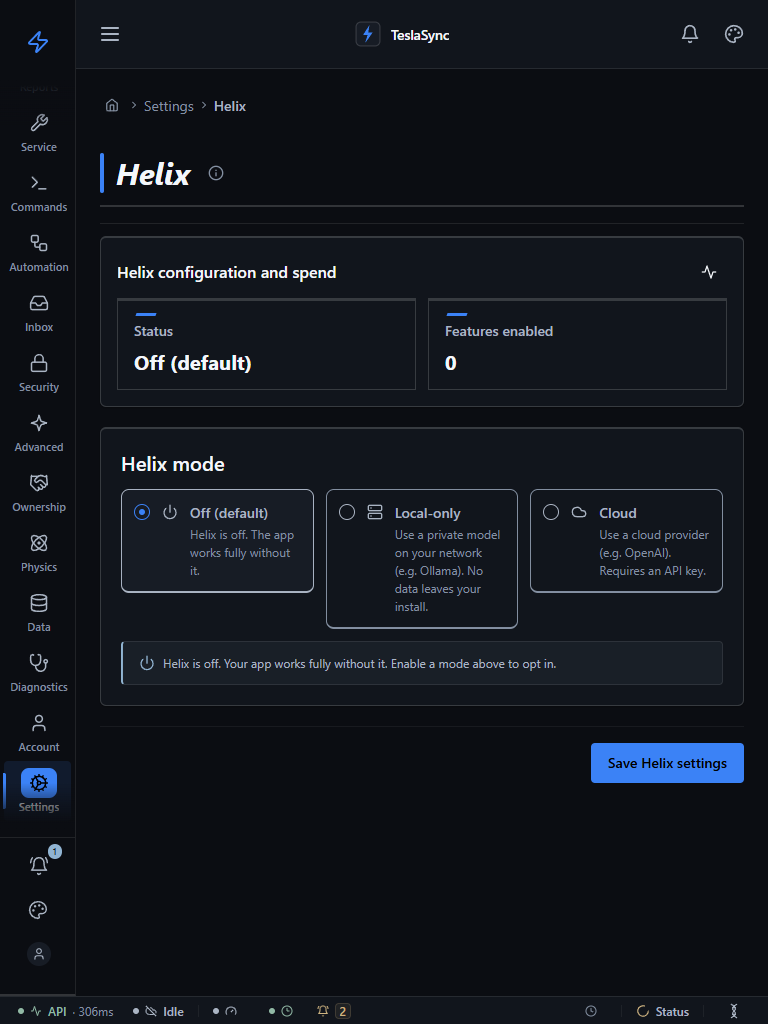 TeslaSync
Settings
Helix
Helix
Helix configuration and spend
Status
Off (default)
Features enabled
0
Helix mode
Off (default)
Helix is off. The app
works fully without
it.
Local-only
Use a private model
on your network
(e.g. Ollama). No
data leaves your
install.
Cloud
Use a cloud provider
(e.g. OpenAI).
Requires an API key.
Helix is off. Your app works fully without it. Enable a mode above to opt in.
Save Helix settings
Reports
Service
Commands
Automation
Inbox
Security
Advanced
Ownership
Physics
Data
Diagnostics
Account
Settings
1
API · 306ms
Idle
2
Status